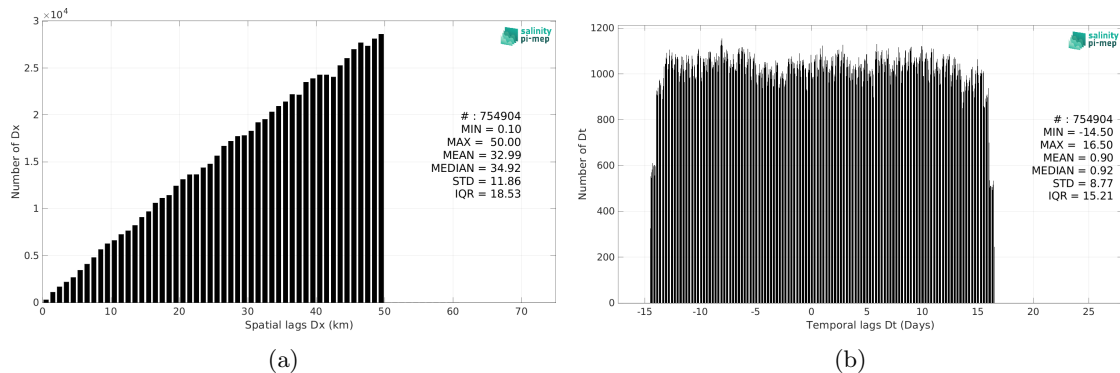 3
×10⁴
2.5
2
1.5
1
0.5
0
Number of Dx
0 10 20 30 40 50 60 70
Spatial lags Dx (km)
salinity
pi-mep
# : 754904
MIN = 0.10
MAX = 50.00
MEAN = 32.99
MEDIAN = 34.92
STD = 11.86
IQR = 18.53
(a)
1200
1000
800
600
400
200
0
Number of Dt
-15 -10 -5 0 5 10 15 20 25
Temporal lags Dt (Days)
salinity
pi-mep
# : 754904
MIN = -14.50
MAX = 16.50
MEAN = 0.90
MEDIAN = 0.92
STD = 8.77
IQR = 15.21
(b)